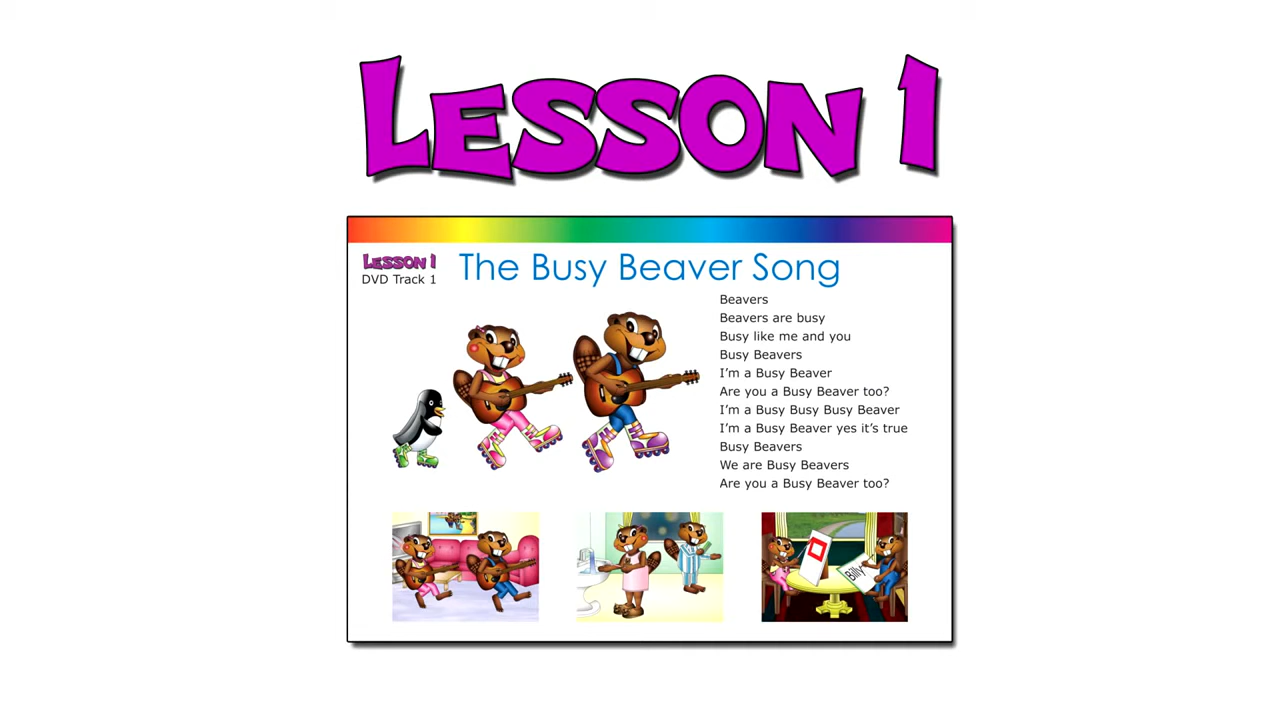 LESSON 1
LESSON 1
DVD Track 1
The Busy Beaver Song
Beavers
Beavers are busy
Busy like me and you
Busy Beavers
I'm a Busy Beaver
Are you a Busy Beaver too?
I'm a Busy Busy Busy Beaver
I'm a Busy Beaver yes it's true
Busy Beavers
We are Busy Beavers
Are you a Busy Beaver too?
Billy